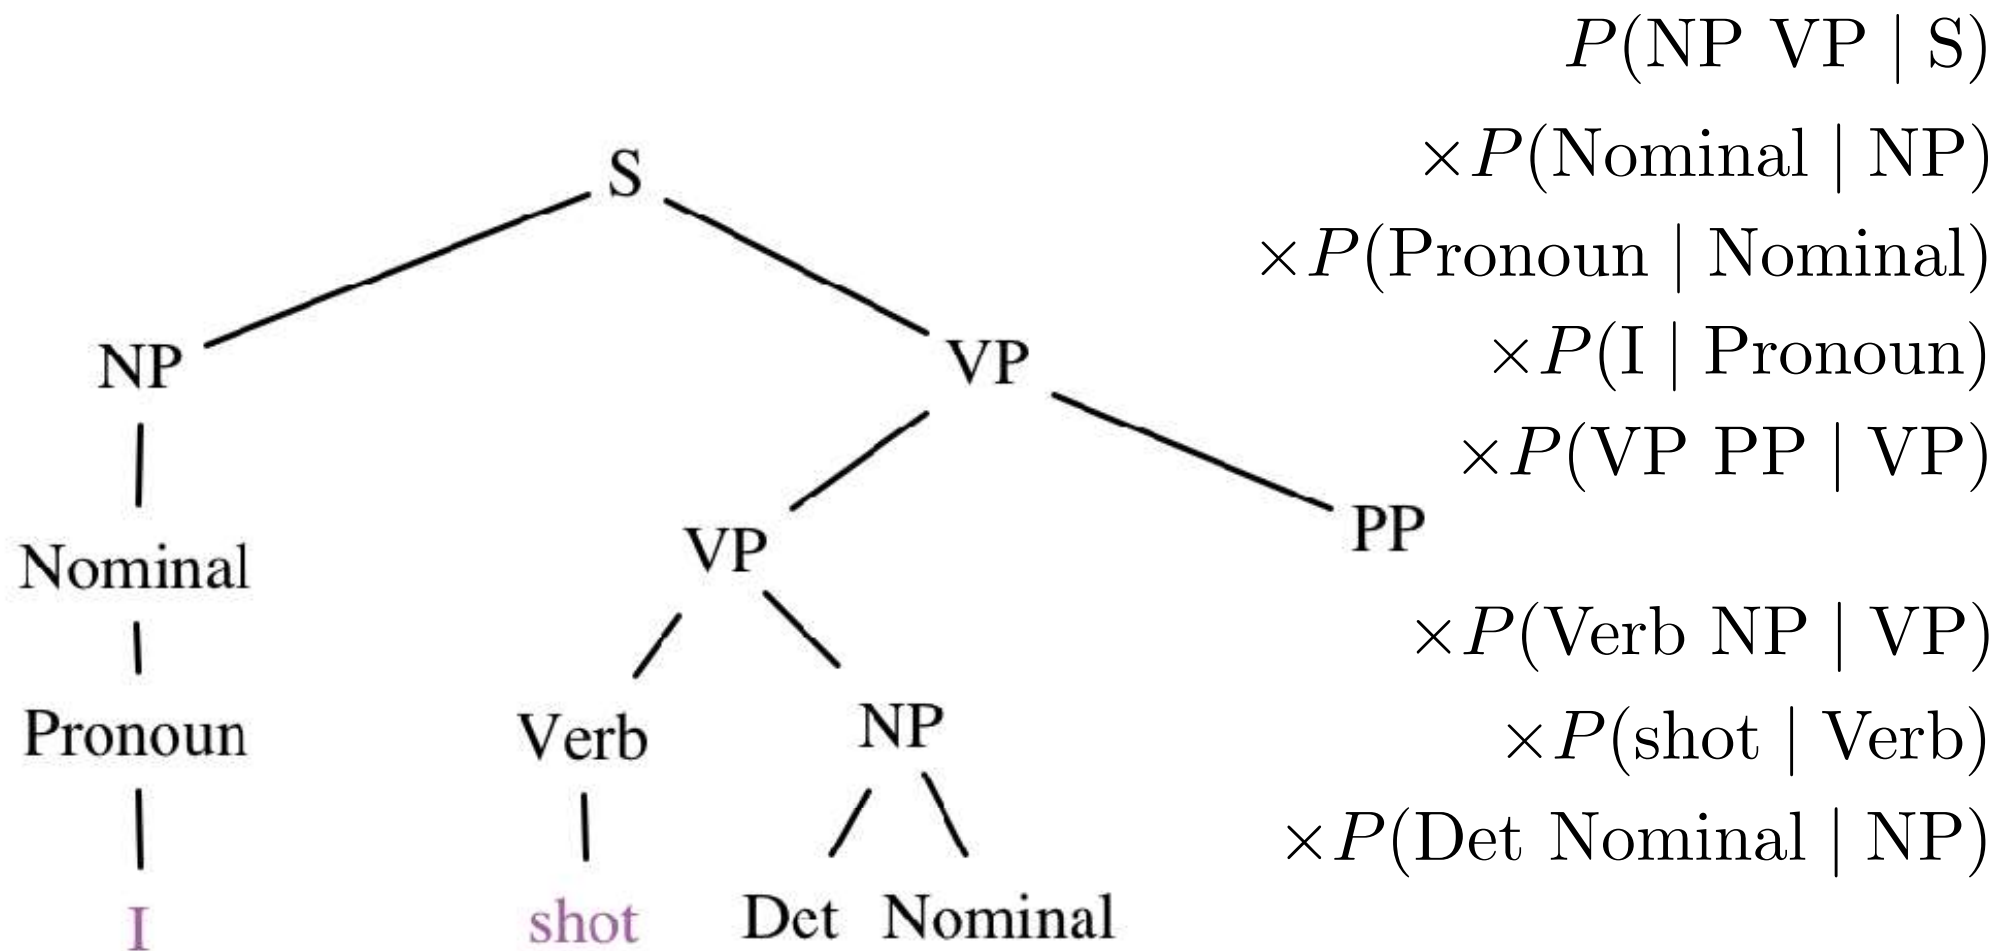 P(NP VP | S)
×P(Nominal | NP)
S
×P(Pronoun | Nominal)
NP VP ×P(I | Pronoun)
×P(VP PP | VP)
VP PP
Nominal
×P(Verb NP | VP)
Pronoun Verb NP ×P(shot | Verb)
×P(Det Nominal | NP)
I shot Det Nominal